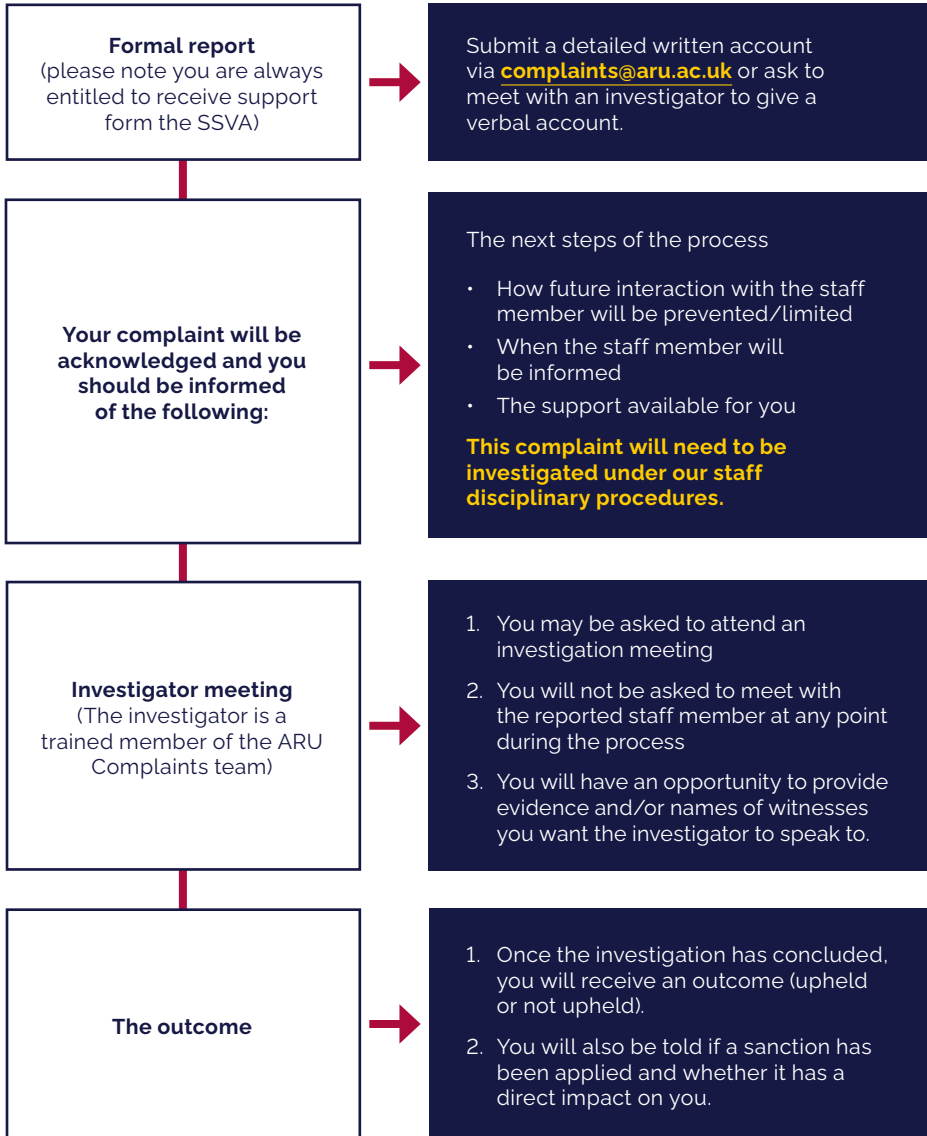 Formal report
(please note you are always
entitled to receive support
form the SSVA)
Submit a detailed written account
via complaints@aru.ac.uk or ask to
meet with an investigator to give a
verbal account.
Your complaint will be
acknowledged and you
should be informed
of the following:
The next steps of the process
• How future interaction with the staff
member will be prevented/limited
• When the staff member will
be informed
• The support available for you
This complaint will need to be
investigated under our staff
disciplinary procedures.
Investigator meeting
(The investigator is a
trained member of the ARU
Complaints team)
1. You may be asked to attend an
investigation meeting
2. You will not be asked to meet with
the reported staff member at any point
during the process
3. You will have an opportunity to provide
evidence and/or names of witnesses
you want the investigator to speak to.
The outcome
1. Once the investigation has concluded,
you will receive an outcome (upheld
or not upheld).
2. You will also be told if a sanction has
been applied and whether it has a
direct impact on you.